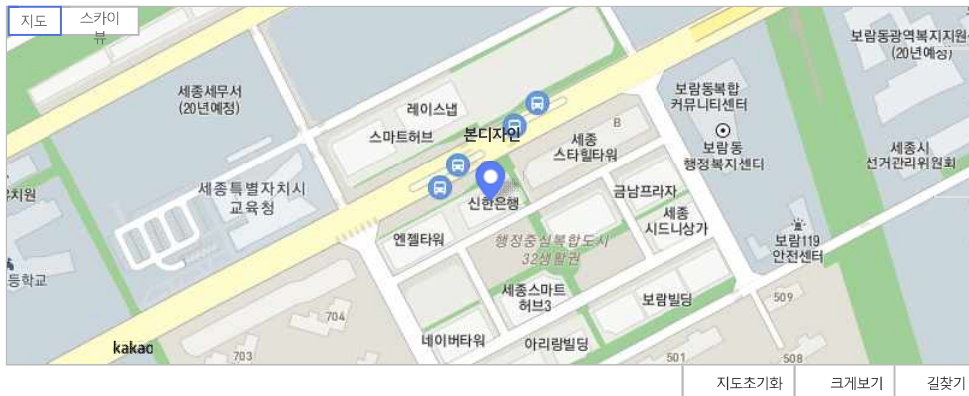 지도
스카이
뷰
보람동광역복지지원
(20년예정)
세종세무서
(20년예정)
보람동복합
커뮤니티센터
레이스냅
스마트허브
본디자인
B
세종
스타힐타워
보람동
행정복지센터
세종시
선거관리위원회
유치원
세종특별자치시
교육청
신한은행
금남프라자
세종
시드니상가
엔젤타워
행정중심복합도시
32생활권
보람119
안전센터
등학교
세종스마트
허브3
보람빌딩
509
704
네이버타워
아리랑빌딩
kakao
703
501
508
지도초기화
크게보기
길찾기